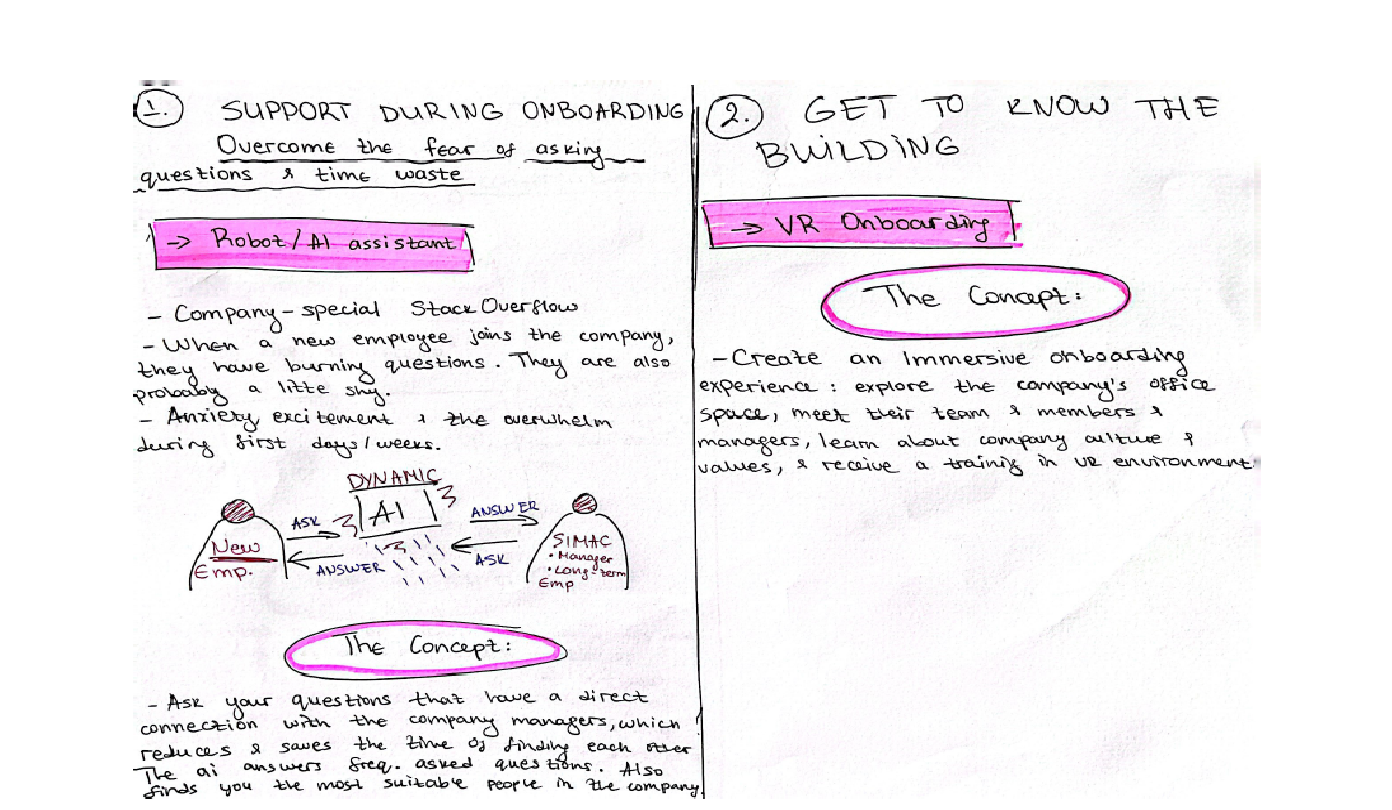 1. SUPPORT DURING ONBOARDING
Overcome the fear of asking
questions & time waste
→ Robot/AI assistant
- Company-special StackOverflow
- When a new employee joins the company,
they have burning questions. They are also
probably a litte shy.
- Anxiety, excitement & the overwhelm
during first days/weeks.
DYNAMIC
AI
ASK
ANSWER
ANSWER
ASK
New
Emp.
SIMAC
• Manager
• Long-term
Emp
The Concept:
- Ask your questions that have a direct
connection with the company managers, which
reduces & saves the time of finding each other
The ai answers freq. asked questions. Also
finds you the most suitable people in the company.
2. GET TO KNOW THE
BUILDING
→ VR Onboarding
The Concept:
- Create an immersive onboarding
experience: explore the company's office
space, meet their team & members &
managers, learn about company culture &
values, & receive a training in VR environment